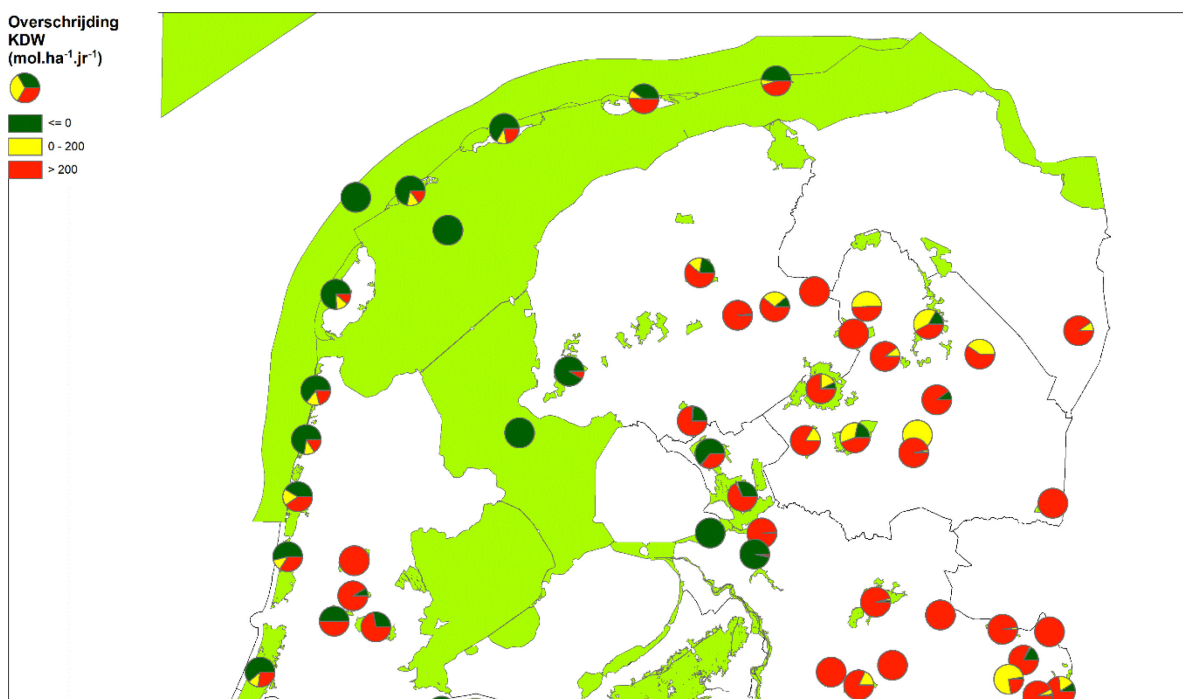 Overschrijding
KDW
(mol.ha⁻¹.jr⁻¹)
<= 0
0 - 200
> 200